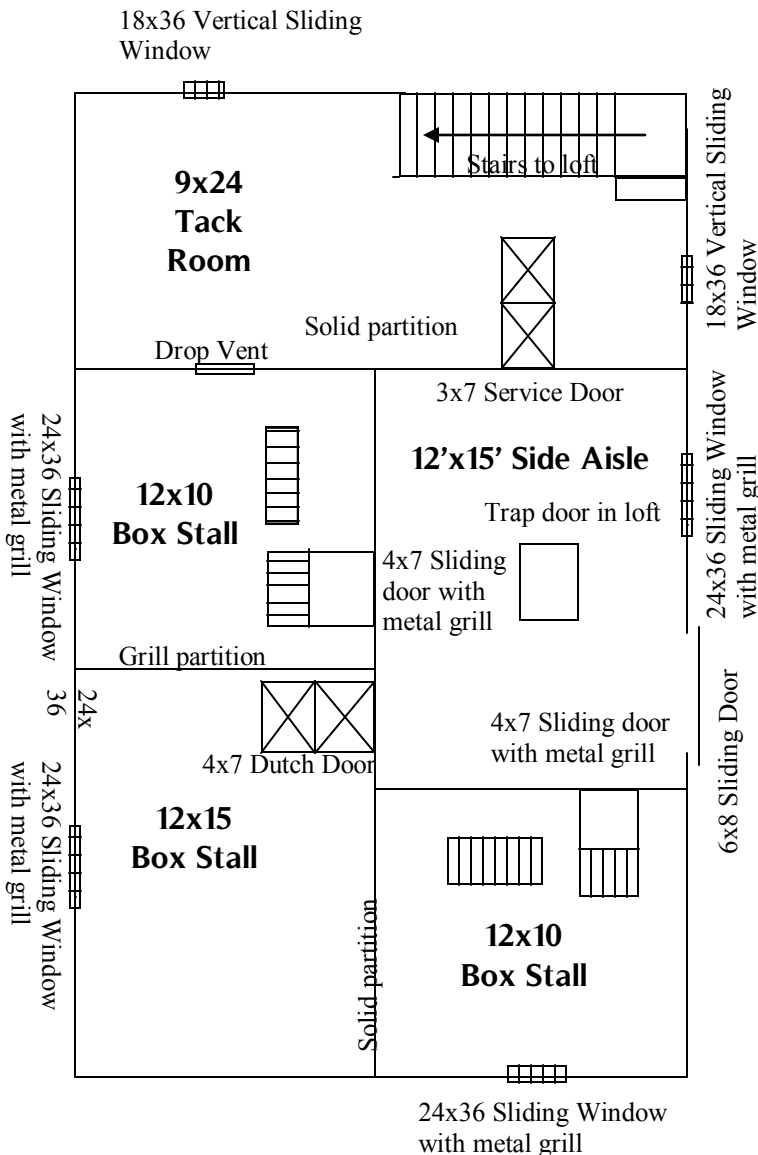 18x36 Vertical Sliding
Window
Stairs to loft
9x24
Tack
Room
18x36 Vertical Sliding
Window
Solid partition
Drop Vent
3x7 Service Door
24x36 Sliding Window
with metal grill
12x10
Box Stall
12'x15' Side Aisle
Trap door in loft
24x36 Sliding Window
with metal grill
4x7 Sliding
door with
metal grill
Grill partition
24x
36
4x7 Sliding door
with metal grill
6x8 Sliding Door
4x7 Dutch Door
24x36 Sliding Window
with metal grill
12x15
Box Stall
Solid partition
12x10
Box Stall
24x36 Sliding Window
with metal grill